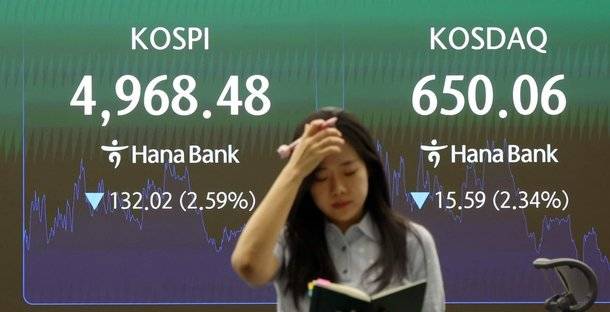 KOSPI
4,968.48
Hana Bank
▼ 132.02 (2.59%)
KOSDAQ
650.06
Hana Bank
▼ 15.59 (2.34%)